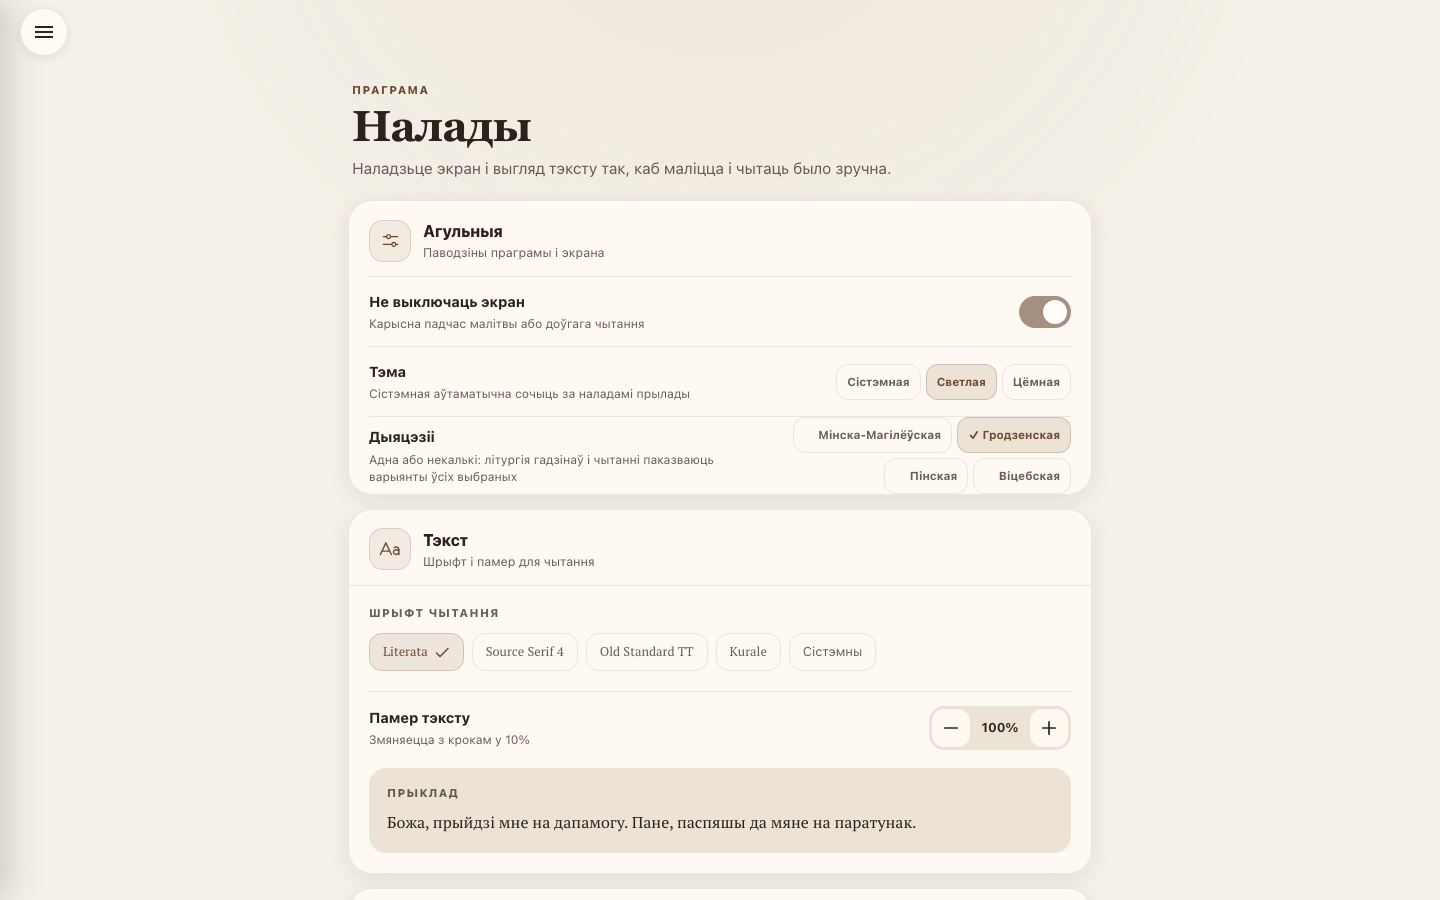 ПРАГРАМА
Налады
Наладзьце экран і выгляд тэксту так, каб маліцца і чытаць было зручна.
Агульныя
Паводзіны праграмы і экрана
Не выключаць экран
Карысна падчас малітвы або доўгага чытання
Тэма
Сістэмная аўтаматычна сочыць за наладамі прылады
Сістэмная Светлая Цёмная
Дыяцэзіі
Адна або некалькі: літургія гадзінаў і чытанні паказваюць
варыянты ўсіх выбраных
Мінска-Магілёўская Гродзенская
Пінская Віцебская
Тэкст
Шрыфт і памер для чытання
ШРЫФТ ЧЫТАННЯ
Literata Source Serif 4 Old Standard TT Kurale Сістэмны
Памер тэксту
Змяняецца з крокам у 10%
100%
ПРЫКЛАД
Божа, прыйдзі мне на дапамогу. Пане, паспяшы да мяне на паратунак.